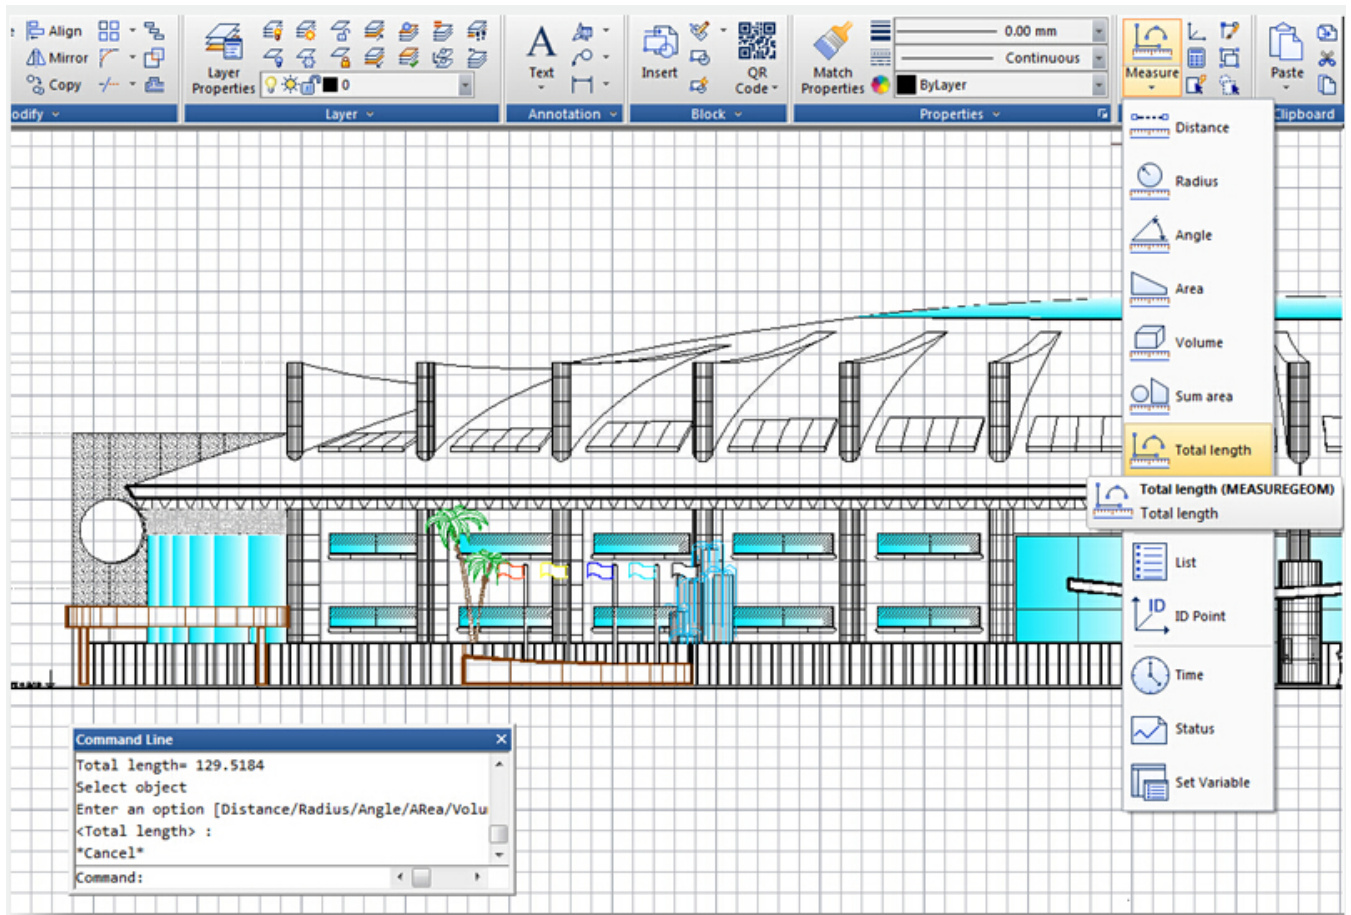 Align
Mirror
Copy
Layer
Properties
0
Text
Insert
QR
Code
Match
Properties
0.00 mm
Continuous
ByLayer
Measure
Paste
odify
Layer
Annotation
Block
Properties
Clipboard
Distance
Radius
Angle
Area
Volume
Sum area
Total length
Total length (MEASUREGEOM)
Total length
List
ID
ID Point
Time
Status
Set Variable
Command Line
Total length= 129.5184
Select object
Enter an option [Distance/Radius/Angle/ARea/Volu
<Total length> :
*Cancel*
Command: